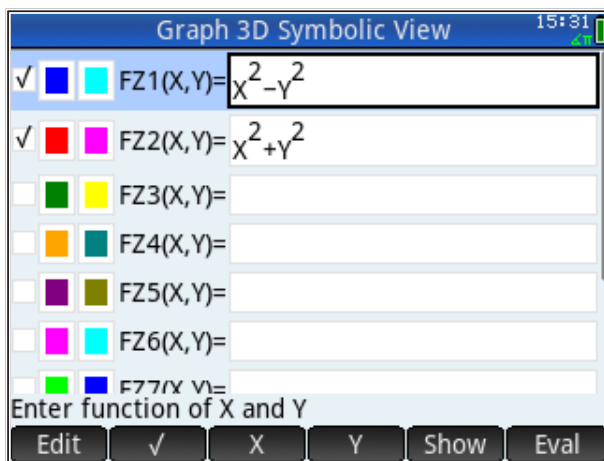 Graph 3D Symbolic View 15:31
∡π
√ FZ1(X,Y)= X²-Y²
√ FZ2(X,Y)= X²+Y²
FZ3(X,Y)=
FZ4(X,Y)=
FZ5(X,Y)=
FZ6(X,Y)=
FZ7(X,Y)=
Enter function of X and Y
Edit √ X Y Show Eval